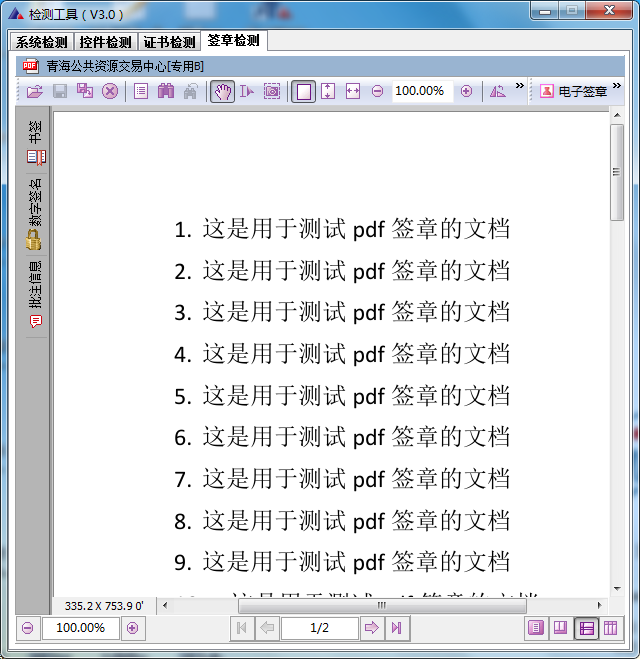 检测工具（V3.0）
系统检测 控件检测 证书检测 签章检测
青海公共资源交易中心[专用B]
100.00% 电子签章
书签
数字签名
批注信息
1. 这是用于测试 pdf 签章的文档
2. 这是用于测试 pdf 签章的文档
3. 这是用于测试 pdf 签章的文档
4. 这是用于测试 pdf 签章的文档
5. 这是用于测试 pdf 签章的文档
6. 这是用于测试 pdf 签章的文档
7. 这是用于测试 pdf 签章的文档
8. 这是用于测试 pdf 签章的文档
9. 这是用于测试 pdf 签章的文档
335.2 X 753.9 0'
100.00% 1/2